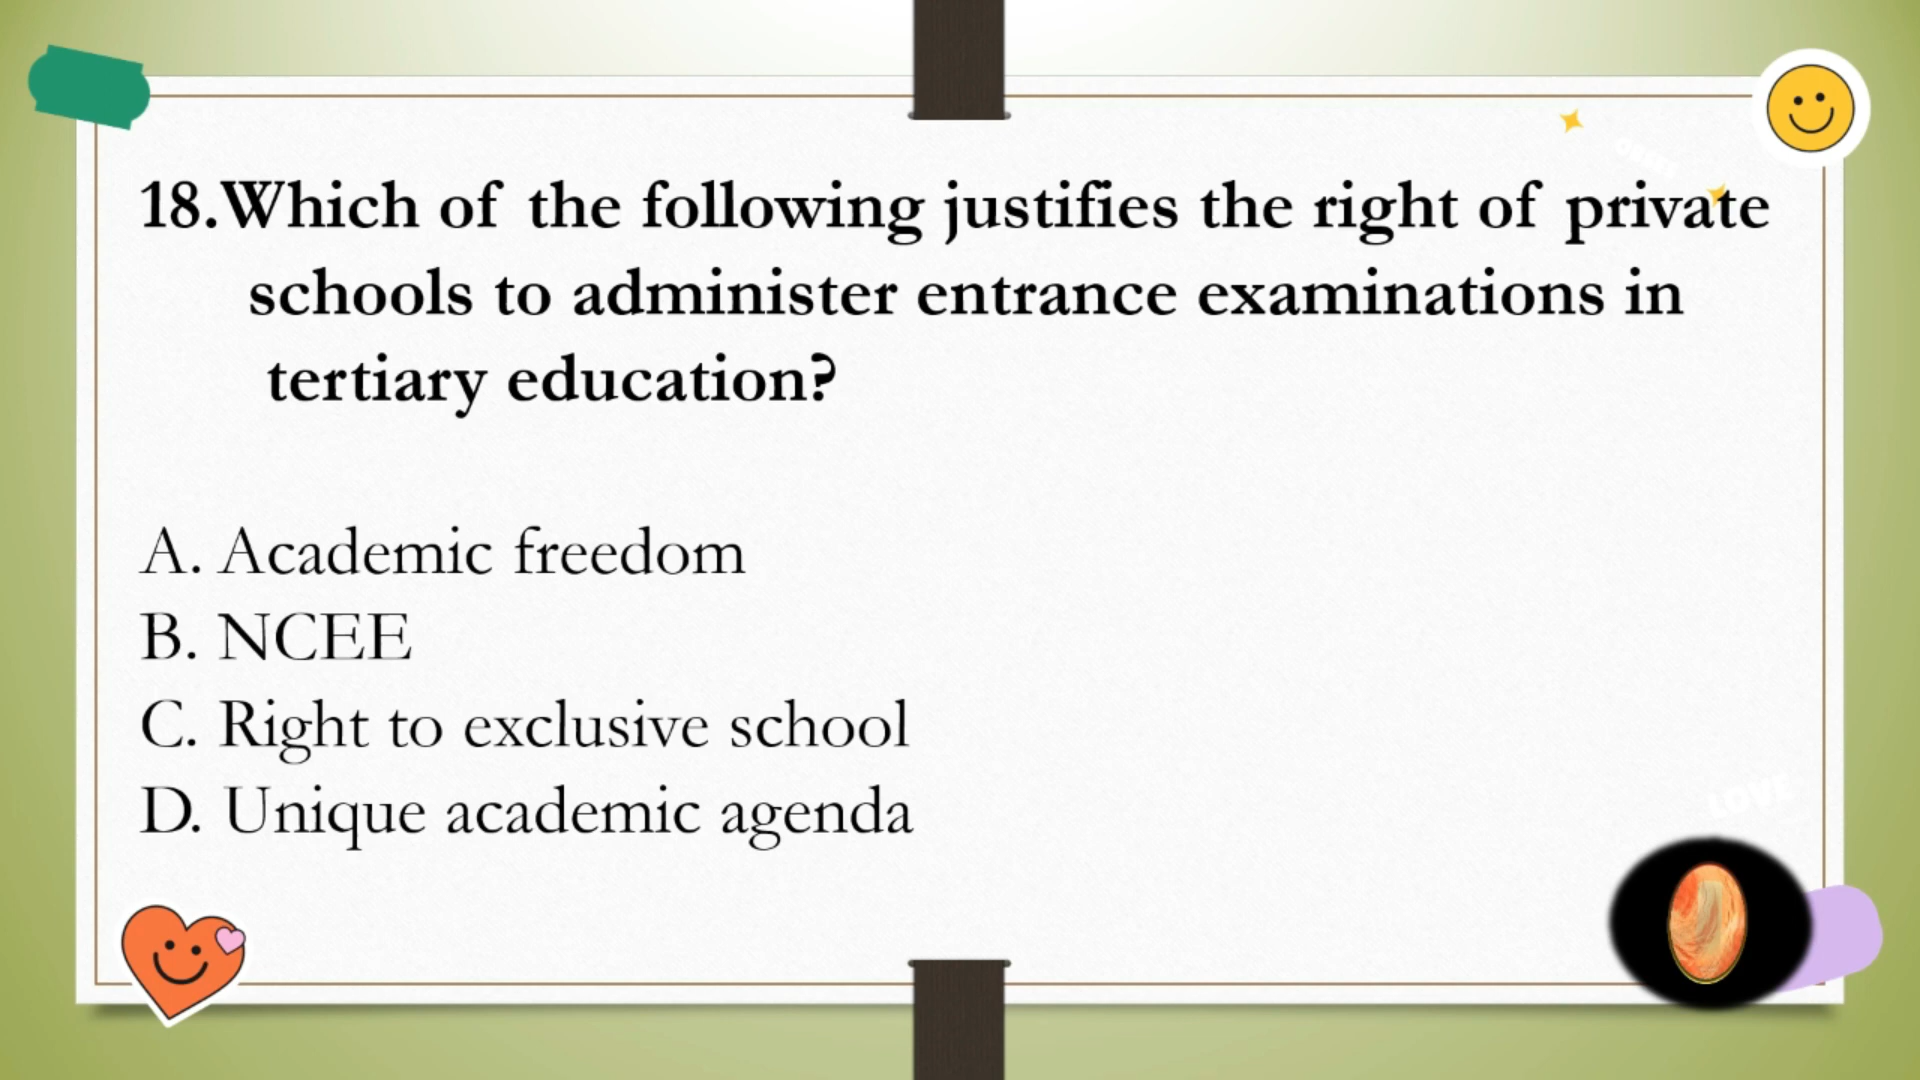 18.Which of the following justifies the right of private
schools to administer entrance examinations in
tertiary education?
A. Academic freedom
B. NCEE
C. Right to exclusive school
D. Unique academic agenda
LOVE